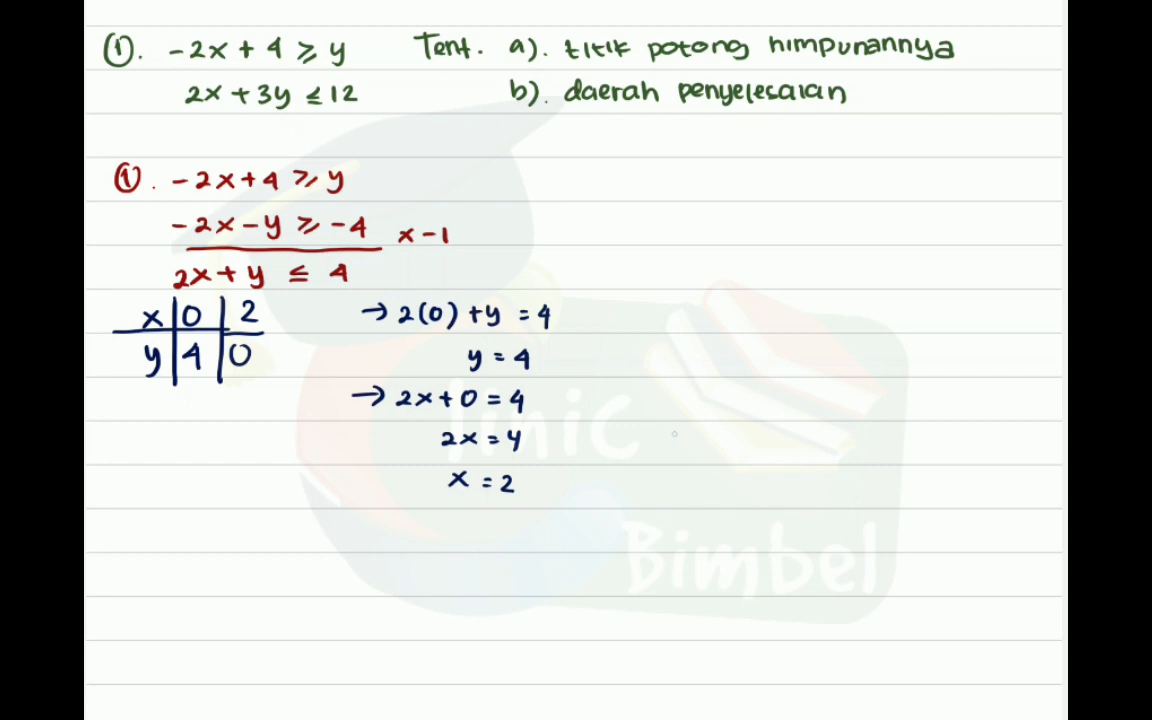 ①. -2x + 4 ≥ y Tent. a). titik potong himpunannya
2x + 3y ≤ 12 b). daerah penyelesaian
①. -2x + 4 ≥ y
-2x - y ≥ -4 x -1
2x + y ≤ 4
x | 0 | 2 → 2(0) + y = 4
y | 4 | 0 y = 4
→ 2x + 0 = 4
2x = 4
x = 2
linic
Bimbel